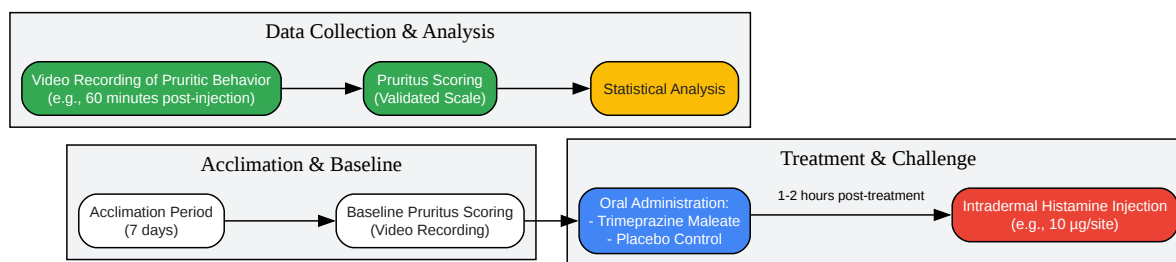 Data Collection & Analysis
Video Recording of Pruritic Behavior
(e.g., 60 minutes post-injection)
Pruritus Scoring
(Validated Scale)
Statistical Analysis
Acclimation & Baseline
Acclimation Period
(7 days)
Baseline Pruritus Scoring
(Video Recording)
Treatment & Challenge
Oral Administration:
- Trimeprazine Maleate
- Placebo Control
1-2 hours post-treatment
Intradermal Histamine Injection
(e.g., 10 µg/site)